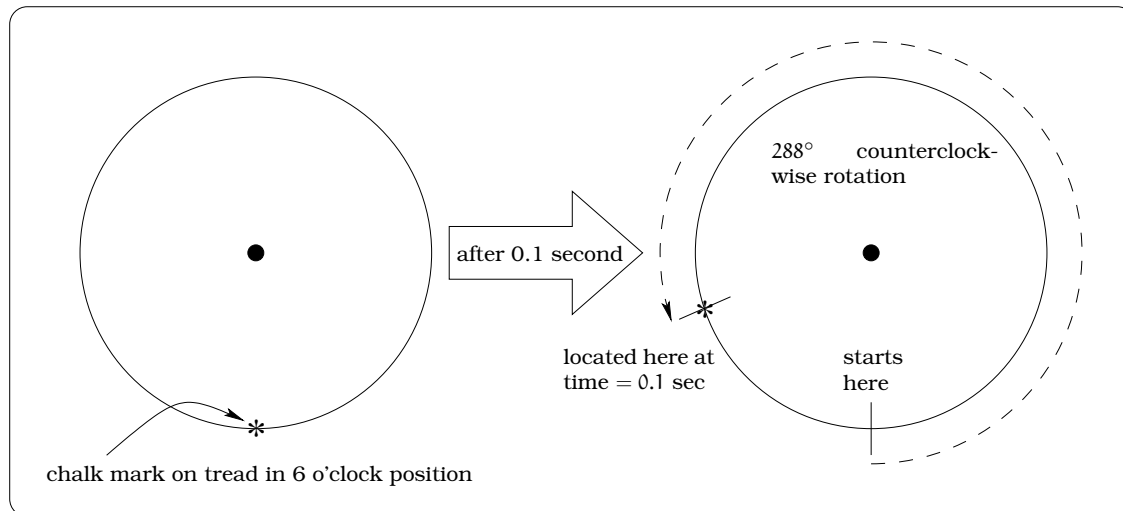 288° counterclock-
wise rotation
after 0.1 second
located here at
time = 0.1 sec
starts
here
chalk mark on tread in 6 o'clock position